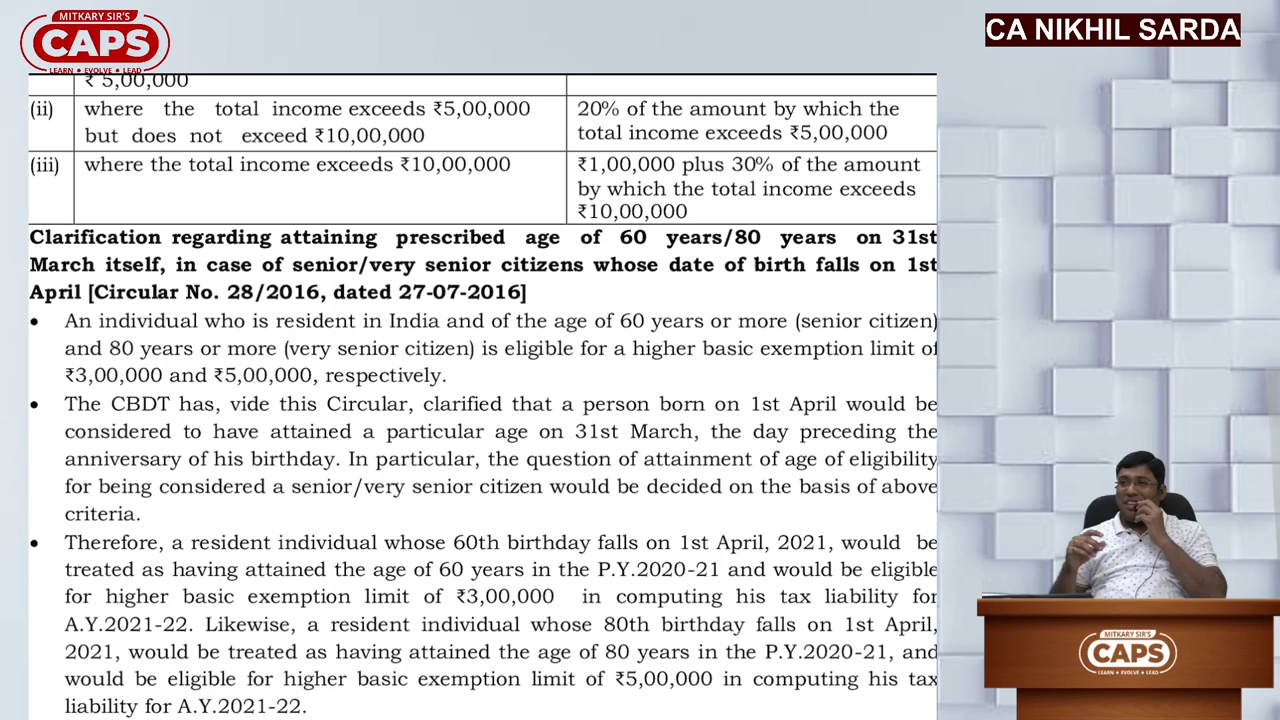 MITKARY SIR'S
CAPS
LEARN • EVOLVE • LEAD
CA NIKHIL SARDA
₹ 5,00,000
(ii) where the total income exceeds ₹5,00,000
but does not exceed ₹10,00,000
20% of the amount by which the
total income exceeds ₹5,00,000
(iii) where the total income exceeds ₹10,00,000
₹1,00,000 plus 30% of the amount
by which the total income exceeds
₹10,00,000
Clarification regarding attaining prescribed age of 60 years/80 years on 31st
March itself, in case of senior/very senior citizens whose date of birth falls on 1st
April [Circular No. 28/2016, dated 27-07-2016]
• An individual who is resident in India and of the age of 60 years or more (senior citizen)
and 80 years or more (very senior citizen) is eligible for a higher basic exemption limit of
₹3,00,000 and ₹5,00,000, respectively.
• The CBDT has, vide this Circular, clarified that a person born on 1st April would be
considered to have attained a particular age on 31st March, the day preceding the
anniversary of his birthday. In particular, the question of attainment of age of eligibility
for being considered a senior/very senior citizen would be decided on the basis of above
criteria.
• Therefore, a resident individual whose 60th birthday falls on 1st April, 2021, would be
treated as having attained the age of 60 years in the P.Y.2020-21 and would be eligible
for higher basic exemption limit of ₹3,00,000 in computing his tax liability for
A.Y.2021-22. Likewise, a resident individual whose 80th birthday falls on 1st April,
2021, would be treated as having attained the age of 80 years in the P.Y.2020-21, and
would be eligible for higher basic exemption limit of ₹5,00,000 in computing his tax
liability for A.Y.2021-22.
MITKARY SIR'S
CAPS
LEARN • EVOLVE • LEAD